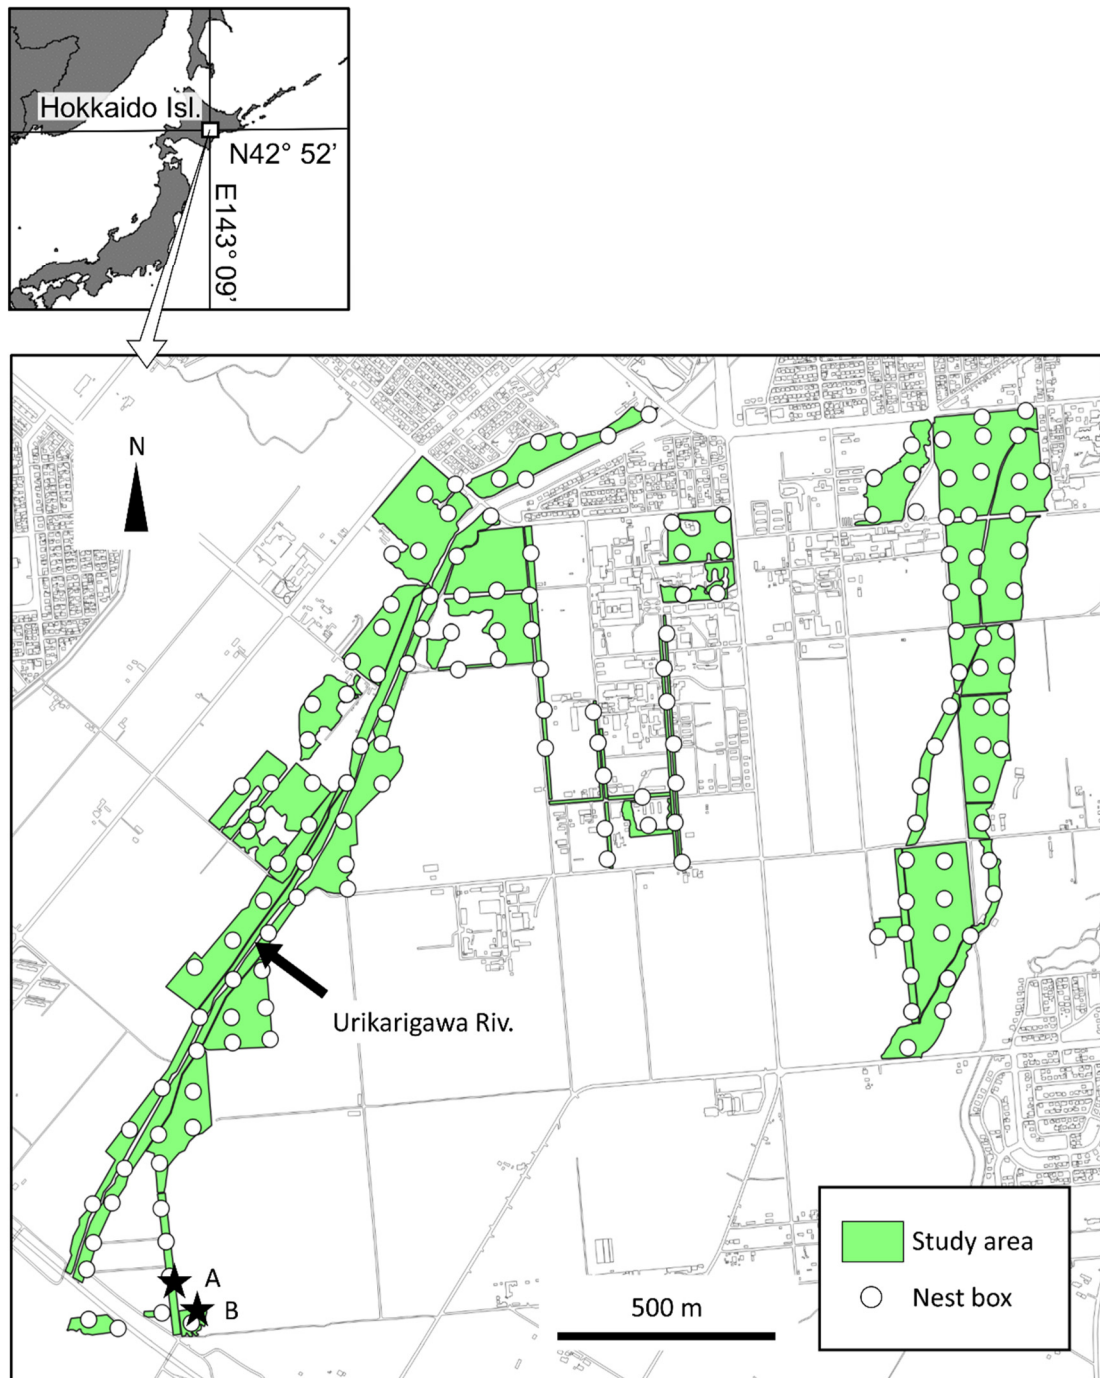 Hokkaido Isl.
N42° 52'
E143° 09'
N
Urikarigawa Riv.
A
B
500 m
Study area
Nest box